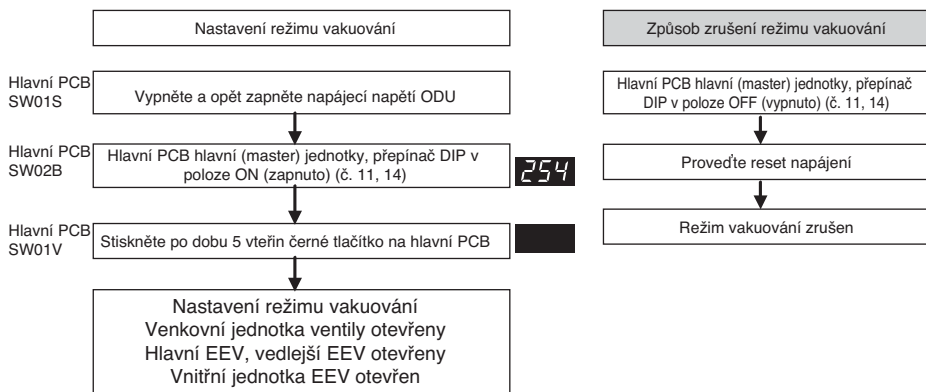 Nastavení režimu vakuování
Hlavní PCB
SW01S
Vypněte a opět zapněte napájecí napětí ODU
Hlavní PCB
SW02B
Hlavní PCB hlavní (master) jednotky, přepínač DIP v
poloze ON (zapnuto) (č. 11, 14)
254
Hlavní PCB
SW01V
Stiskněte po dobu 5 vteřin černé tlačítko na hlavní PCB
Nastavení režimu vakuování
Venkovní jednotka ventily otevřeny
Hlavní EEV, vedlejší EEV otevřeny
Vnitřní jednotka EEV otevřen
Způsob zrušení režimu vakuování
Hlavní PCB hlavní (master) jednotky, přepínač
DIP v poloze OFF (vypnuto) (č. 11, 14)
Proveďte reset napájení
Režim vakuování zrušen